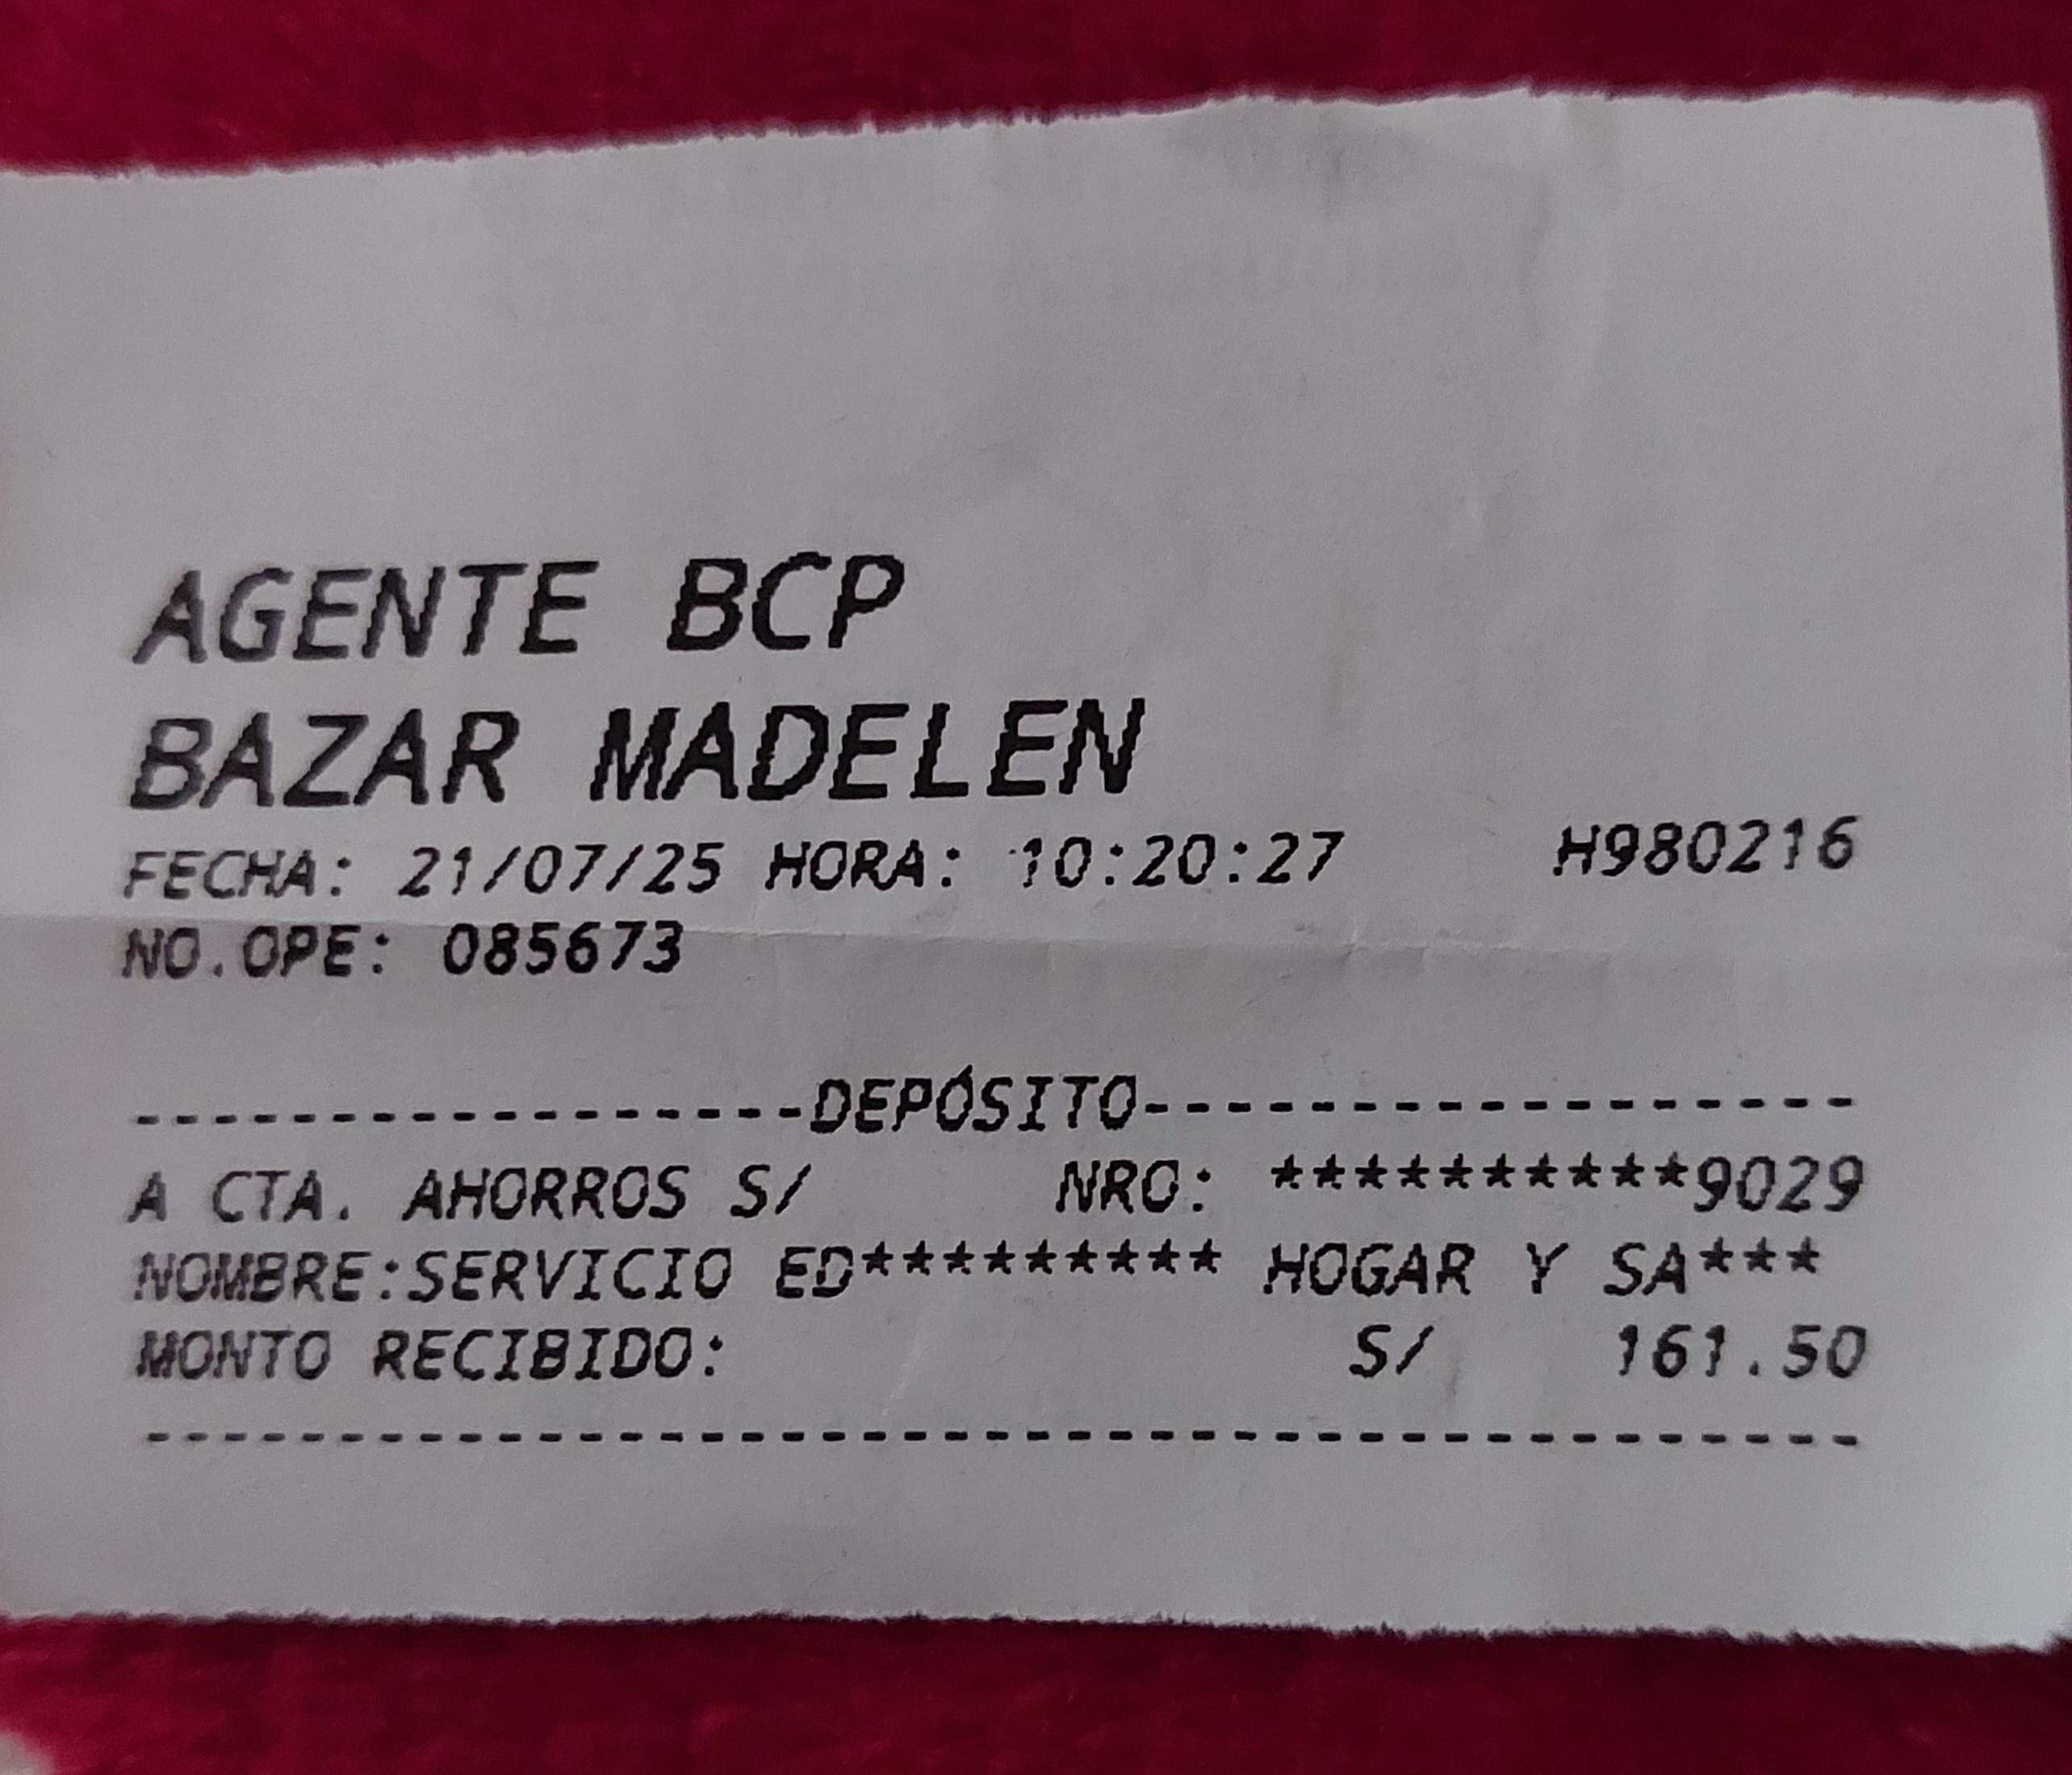 AGENTE BCP
BAZAR MADELEN
FECHA: 21/07/25 HORA: 10:20:27 H980216
NO.OPE: 085673
-----------------DEPÓSITO------------------
A CTA. AHORROS S/ NRO: **********9029
NOMBRE:SERVICIO ED********* HOGAR Y SA***
MONTO RECIBIDO: S/ 161.50
--------------------------------------------